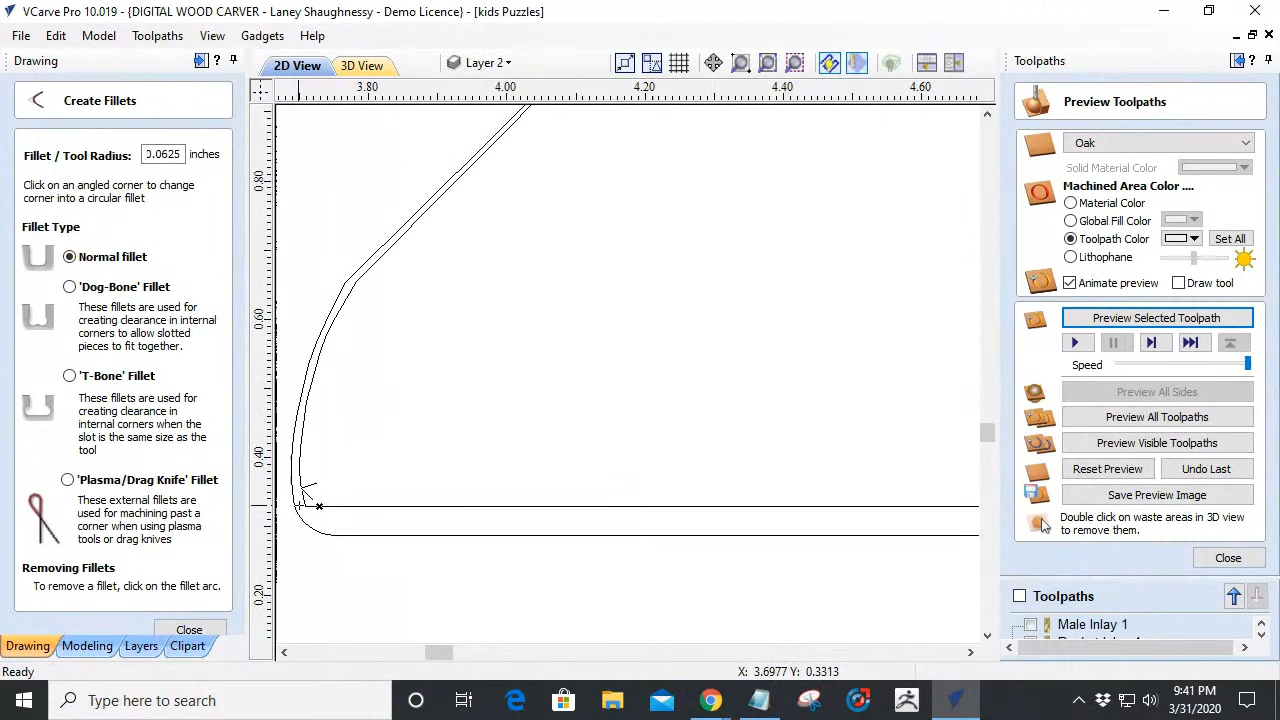 VCarve Pro 10.019 - {DIGITAL WOOD CARVER - Laney Shaughnessy - Demo Licence} - [kids Puzzles]
File Edit Model Toolpaths View Gadgets Help
Drawing
Create Fillets
Fillet / Tool Radius: 0.0625 inches
Click on an angled corner to change
corner into a circular fillet
Fillet Type
Normal fillet
'Dog-Bone' Fillet
These fillets are used for
creating clearance in internal
corners to allow slotted
pieces to fit together.
'T-Bone' Fillet
These fillets are used for
creating clearance in
internal corners when the
slot is the same size as the
tool
'Plasma/Drag Knife' Fillet
These external fillets are
used for machining past a
corner when using plasma
tools or drag knives
Removing Fillets
To remove a fillet, click on the fillet arc.
Close
Drawing Modeling Layers Clipart
2D View 3D View Layer 2
3.80 4.00 4.20 4.40 4.60
0.80
0.60
0.40
0.20
Toolpaths
Preview Toolpaths
Oak
Solid Material Color
Machined Area Color ....
Material Color
Global Fill Color
Toolpath Color Set All
Lithophane
Animate preview Draw tool
Preview Selected Toolpath
Speed
Preview All Sides
Preview All Toolpaths
Preview Visible Toolpaths
Reset Preview Undo Last
Save Preview Image
Double click on waste areas in 3D view
to remove them.
Close
Toolpaths
Male Inlay 1
Ready X: 3.6977 Y: 0.3313
Type here to search
9:41 PM
3/31/2020